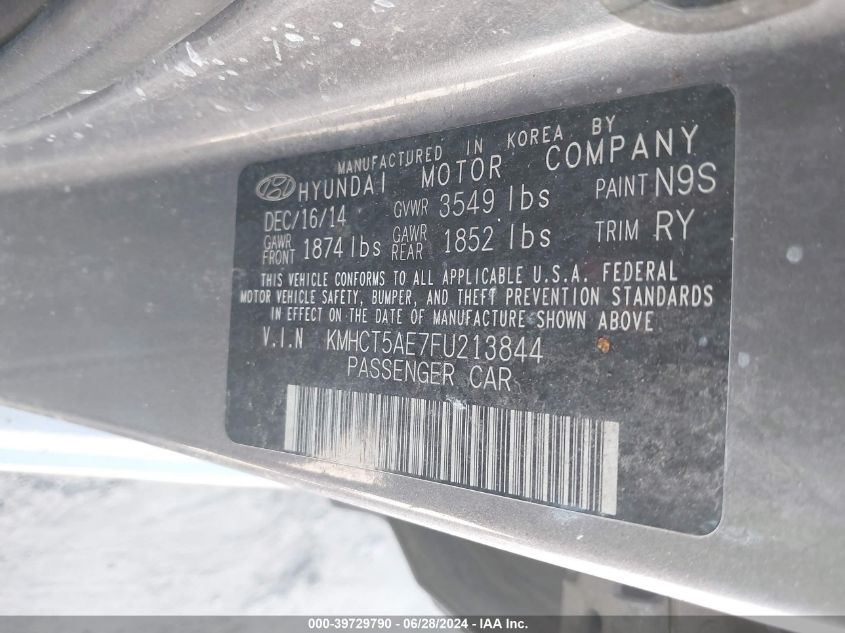 MANUFACTURED IN KOREA BY
HYUNDAI MOTOR COMPANY
DEC/16/14 GVWR 3549 lbs PAINT N9S
GAWR FRONT 1874 lbs GAWR REAR 1852 lbs TRIM RY
THIS VEHICLE CONFORMS TO ALL APPLICABLE U.S.A. FEDERAL
MOTOR VEHICLE SAFETY, BUMPER, AND THEFT PREVENTION STANDARDS
IN EFFECT ON THE DATE OF MANUFACTURE SHOWN ABOVE
V.I.N KMHCT5AE7FU213844
PASSENGER CAR
000-39729790 - 06/28/2024 - IAA Inc.